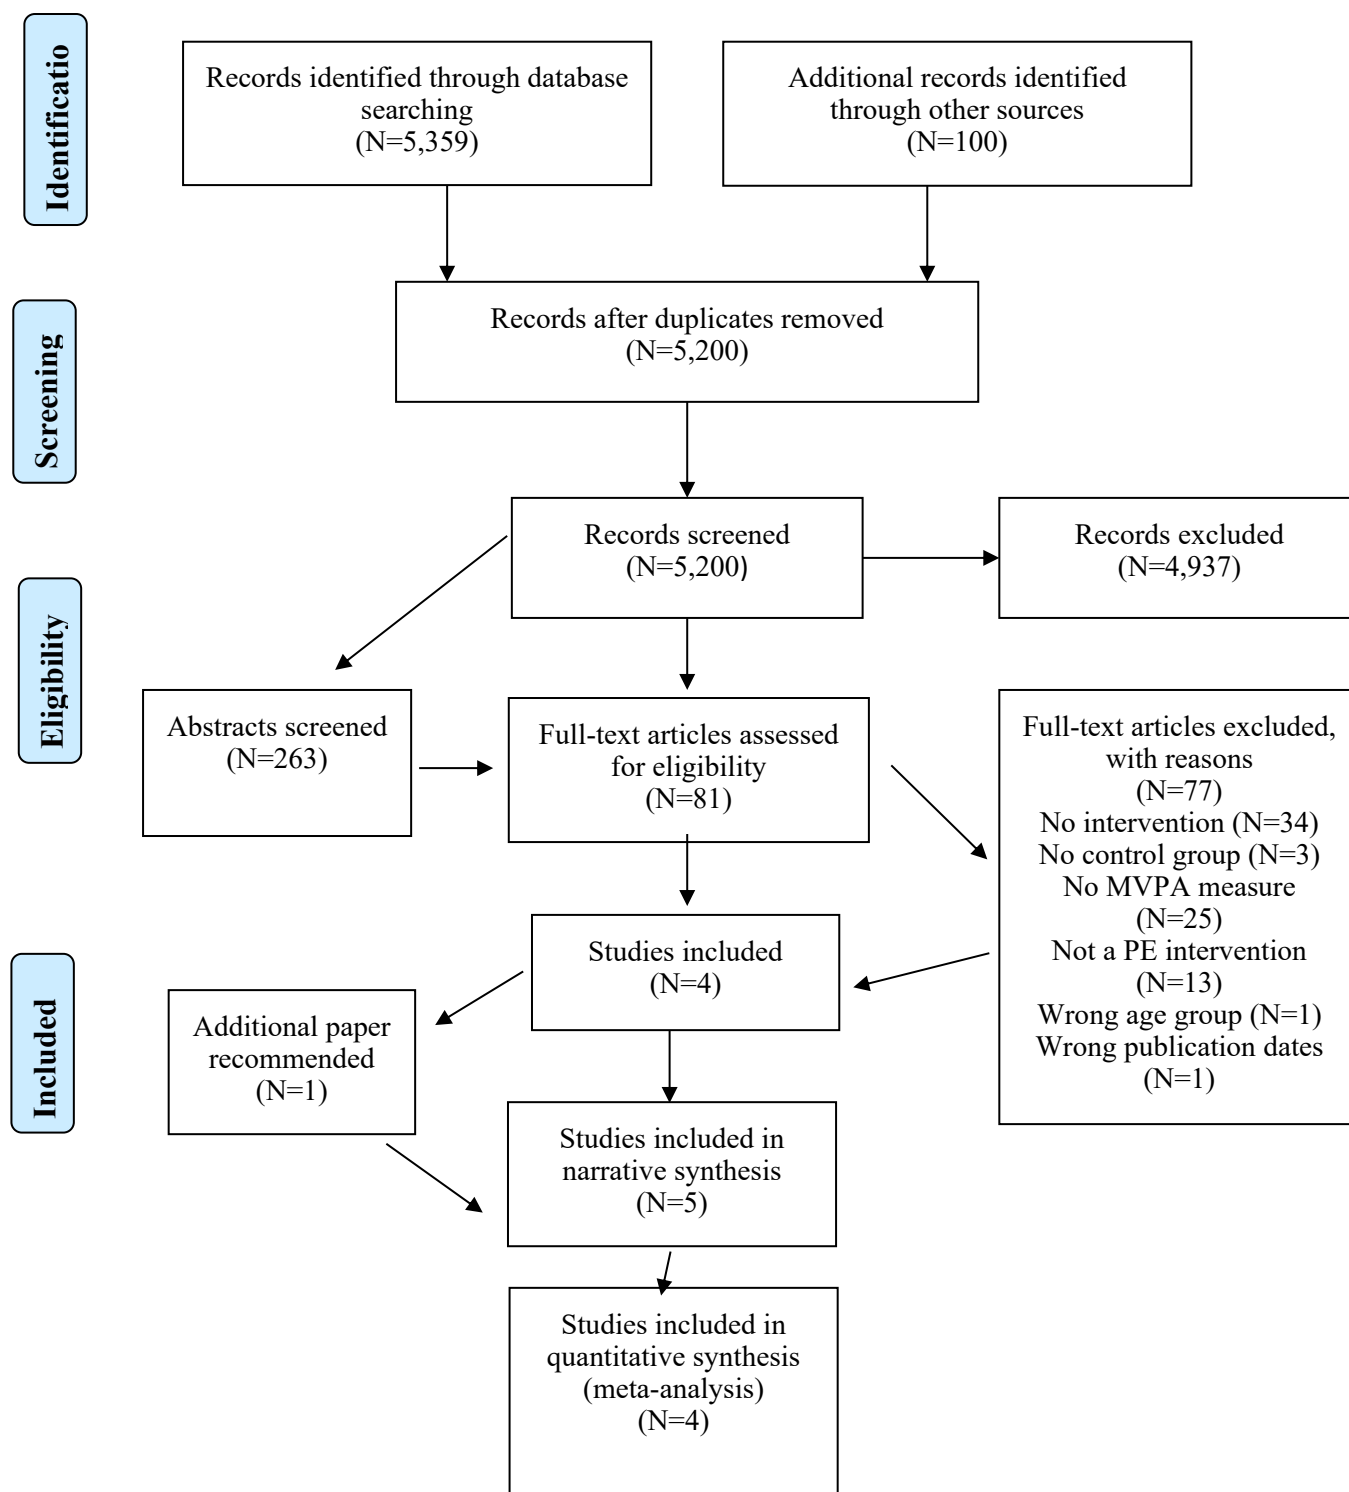 Identificatio
Records identified through database
searching
(N=5,359)
Additional records identified
through other sources
(N=100)
Screening
Records after duplicates removed
(N=5,200)
Records screened
(N=5,200)
Records excluded
(N=4,937)
Eligibility
Abstracts screened
(N=263)
Full-text articles assessed
for eligibility
(N=81)
Full-text articles excluded,
with reasons
(N=77)
No intervention (N=34)
No control group (N=3)
No MVPA measure
(N=25)
Not a PE intervention
(N=13)
Wrong age group (N=1)
Wrong publication dates
(N=1)
Included
Studies included
(N=4)
Additional paper
recommended
(N=1)
Studies included in
narrative synthesis
(N=5)
Studies included in
quantitative synthesis
(meta-analysis)
(N=4)